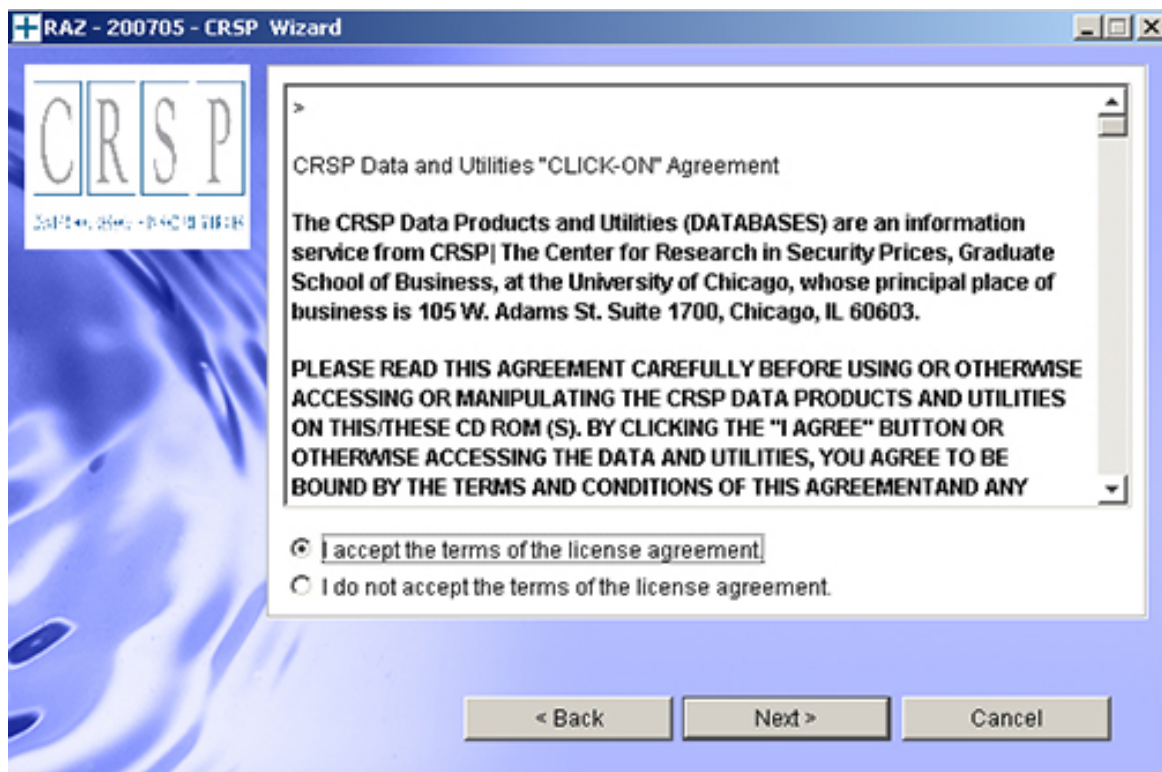 RAZ - 200705 - CRSP Wizard
CRSP
>
CRSP Data and Utilities "CLICK-ON" Agreement
The CRSP Data Products and Utilities (DATABASES) are an information
service from CRSP| The Center for Research in Security Prices, Graduate
School of Business, at the University of Chicago, whose principal place of
business is 105 W. Adams St. Suite 1700, Chicago, IL 60603.
PLEASE READ THIS AGREEMENT CAREFULLY BEFORE USING OR OTHERWISE
ACCESSING OR MANIPULATING THE CRSP DATA PRODUCTS AND UTILITIES
ON THIS/THESE CD ROM (S). BY CLICKING THE "I AGREE" BUTTON OR
OTHERWISE ACCESSING THE DATA AND UTILITIES, YOU AGREE TO BE
BOUND BY THE TERMS AND CONDITIONS OF THIS AGREEMENTAND ANY
I accept the terms of the license agreement.
I do not accept the terms of the license agreement.
< Back Next > Cancel